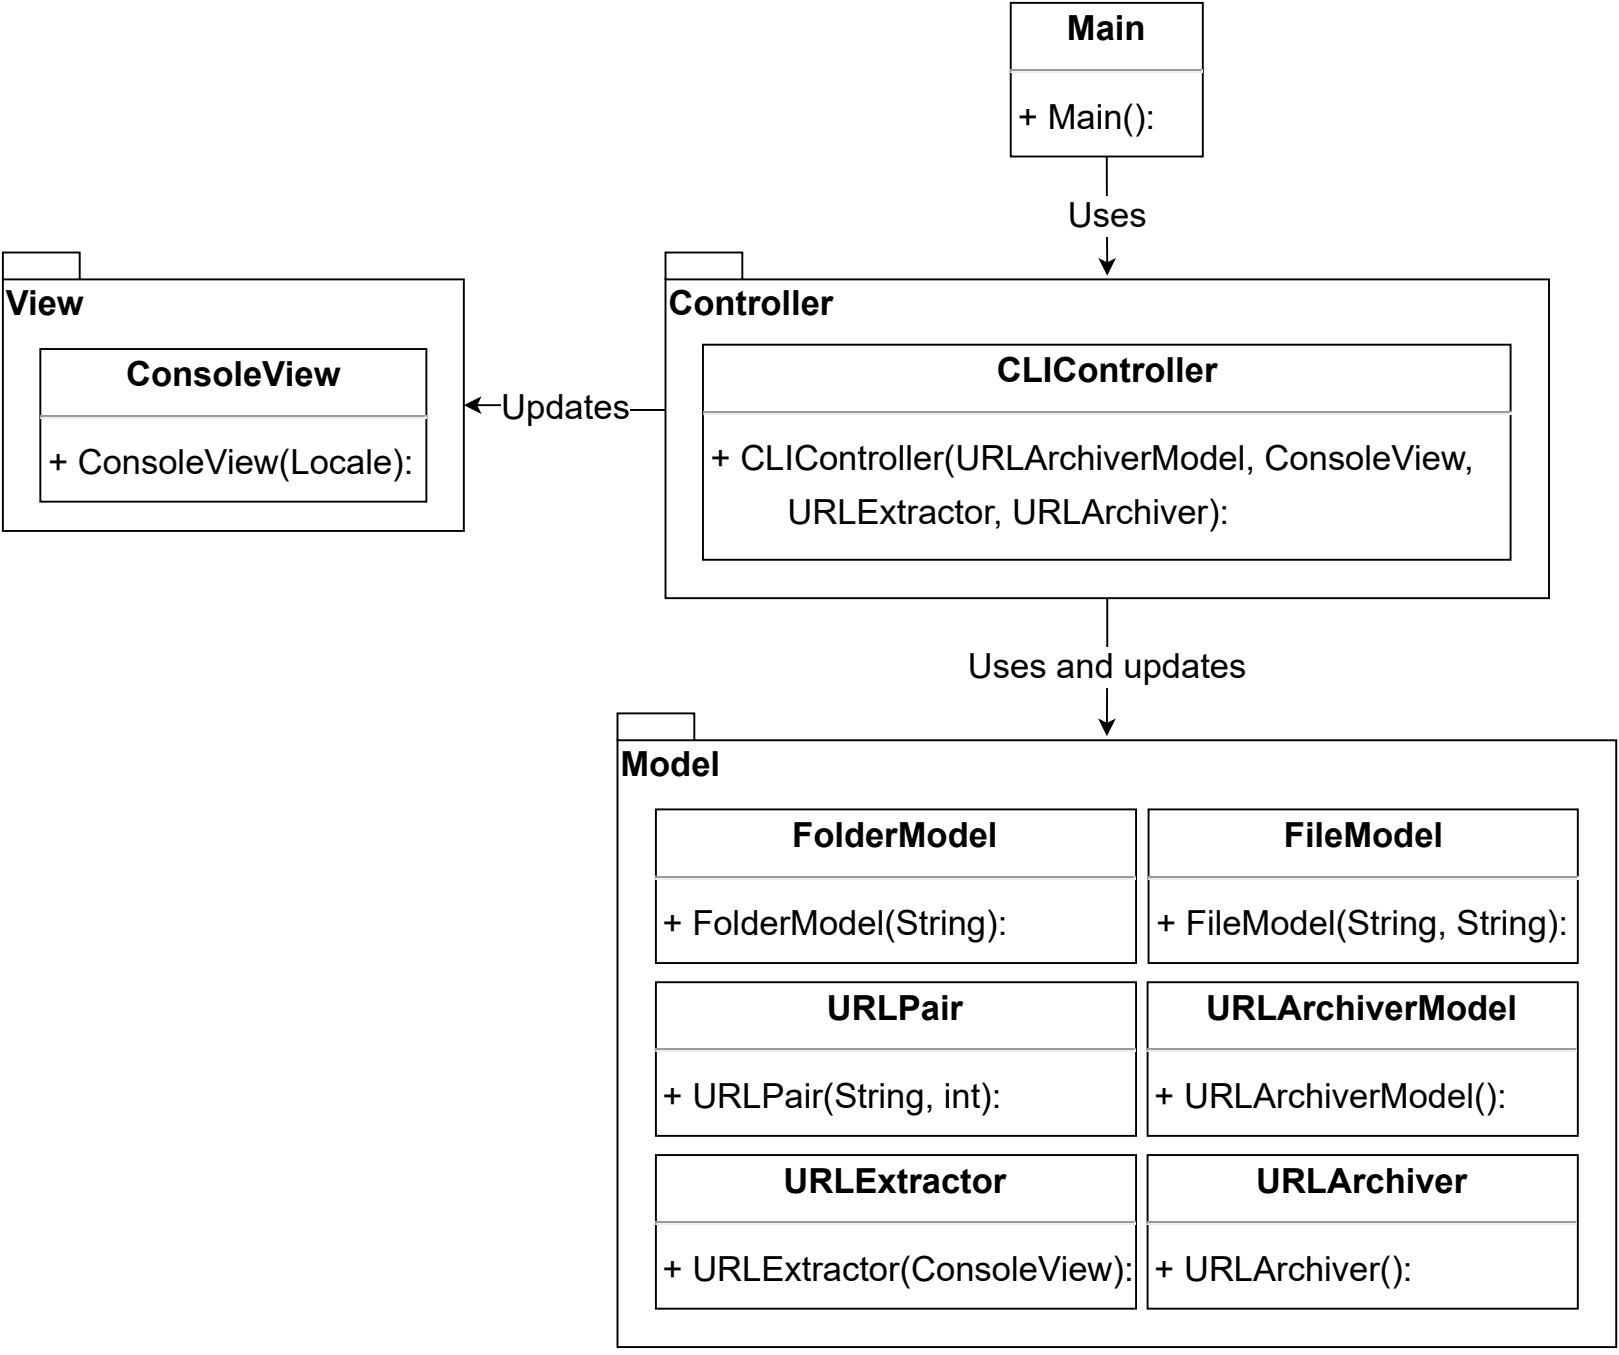 Main
+ Main():
Uses
View
ConsoleView
+ ConsoleView(Locale):
Updates
Controller
CLIController
+ CLIController(URLArchiverModel, ConsoleView,
URLExtractor, URLArchiver):
Uses and updates
Model
FolderModel
+ FolderModel(String):
FileModel
+ FileModel(String, String):
URLPair
+ URLPair(String, int):
URLArchiverModel
+ URLArchiverModel():
URLExtractor
+ URLExtractor(ConsoleView):
URLArchiver
+ URLArchiver():